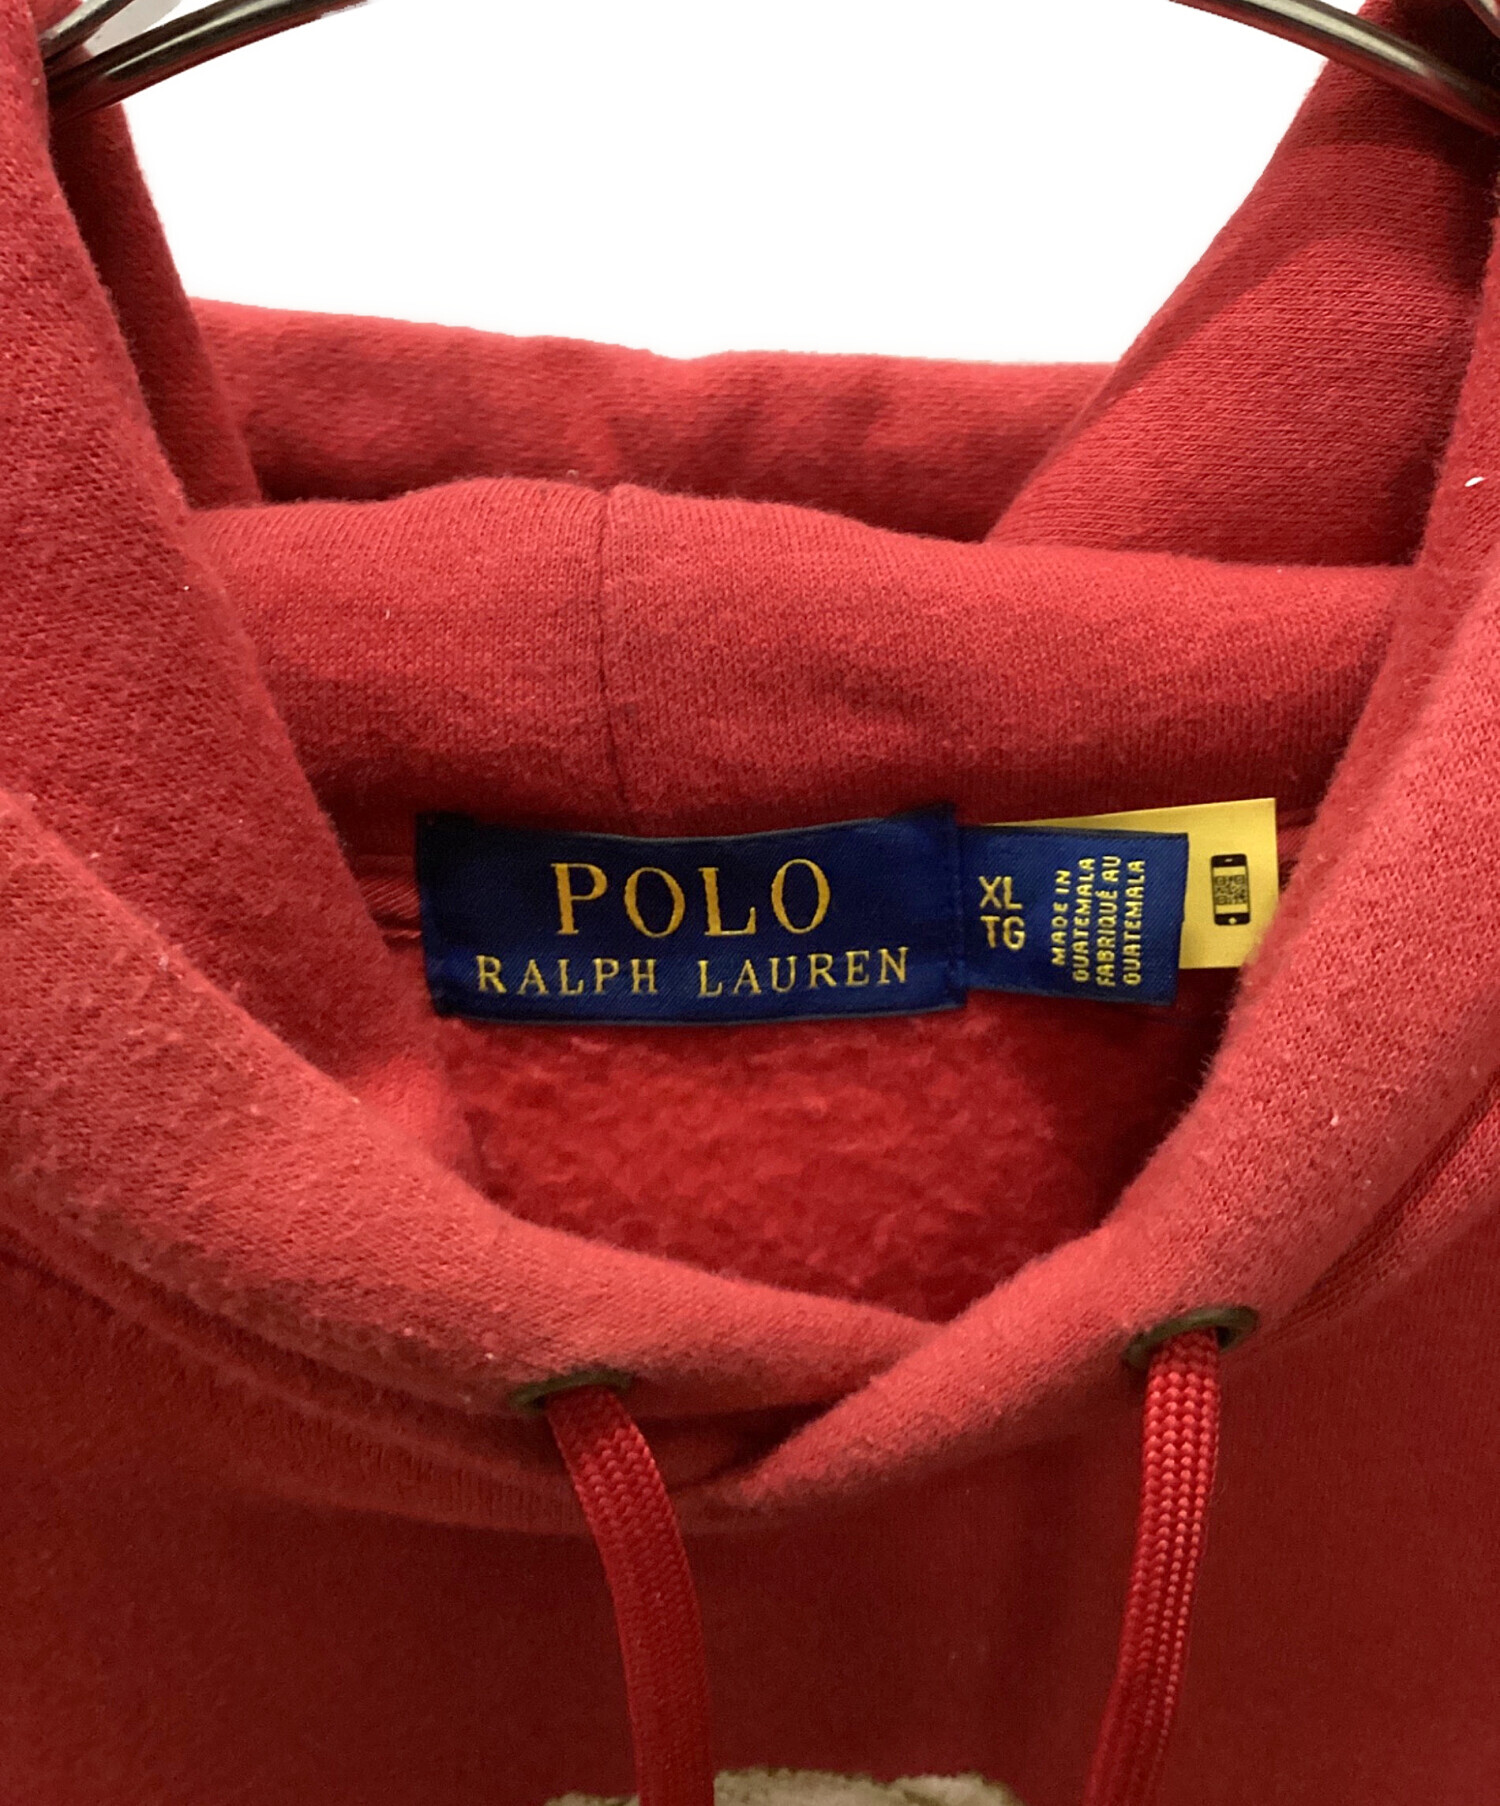 POLO
RALPH LAUREN
XL
TG
MADE IN
GUATEMALA
FABRIQUÉ AU
GUATEMALA